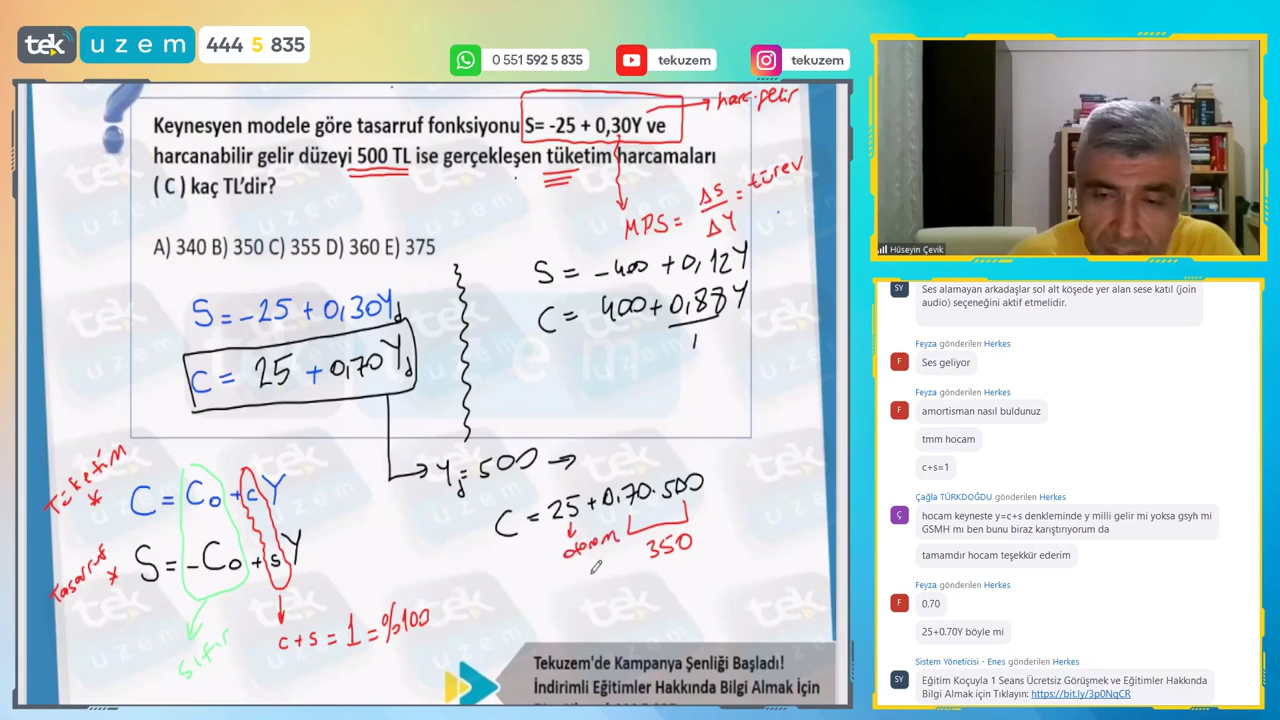 tek
uzem
444 5 835
0 551 592 5 835
tekuzem
tekuzem
Keynesyen modele göre tasarruf fonksiyonu S= -25 + 0,30Y ve
harcanabilir gelir düzeyi 500 TL ise gerçekleşen tüketim harcamaları
( C ) kaç TL'dir?
harc. gelir
MPS = ΔS/ΔY = türev
A) 340 B) 350 C) 355 D) 360 E) 375
S = -25 + 0,30Yd
C = 25 + 0,70Yd
S = -400 + 0,12Y
C = 400 + 0,88Y
1
Yd = 500 →
C = 25 + 0,70.500
otonom
350
Tüketim *
C = C0 + cY
Tasarruf *
S = -C0 + sY
sıfır
c+s = 1 = %100
Tekuzem'de Kampanya Şenliği Başladı!
İndirimli Eğitimler Hakkında Bilgi Almak İçin
Hüseyin Çevik
SY
Ses alamayan arkadaşlar sol alt köşede yer alan sese katıl (join
audio) seçeneğini aktif etmelidir.
Feyza gönderilen Herkes
F
Ses geliyor
Feyza gönderilen Herkes
F
amortisman nasıl buldunuz
tmm hocam
c+s=1
Çağla TÜRKDOĞDU gönderilen Herkes
Ç
hocam keyneste y=c+s denkleminde y milli gelir mi yoksa gsyh mi
GSMH mı ben bunu biraz karıştırıyorum da
tamamdır hocam teşekkür ederim
Feyza gönderilen Herkes
F
0.70
25+0.70Y böyle mi
Sistem Yöneticisi - Enes gönderilen Herkes
SY
Eğitim Koçuyla 1 Seans Ücretsiz Görüşmek ve Eğitimler Hakkında
Bilgi Almak için Tıklayın: https://bit.ly/3p0NqCR